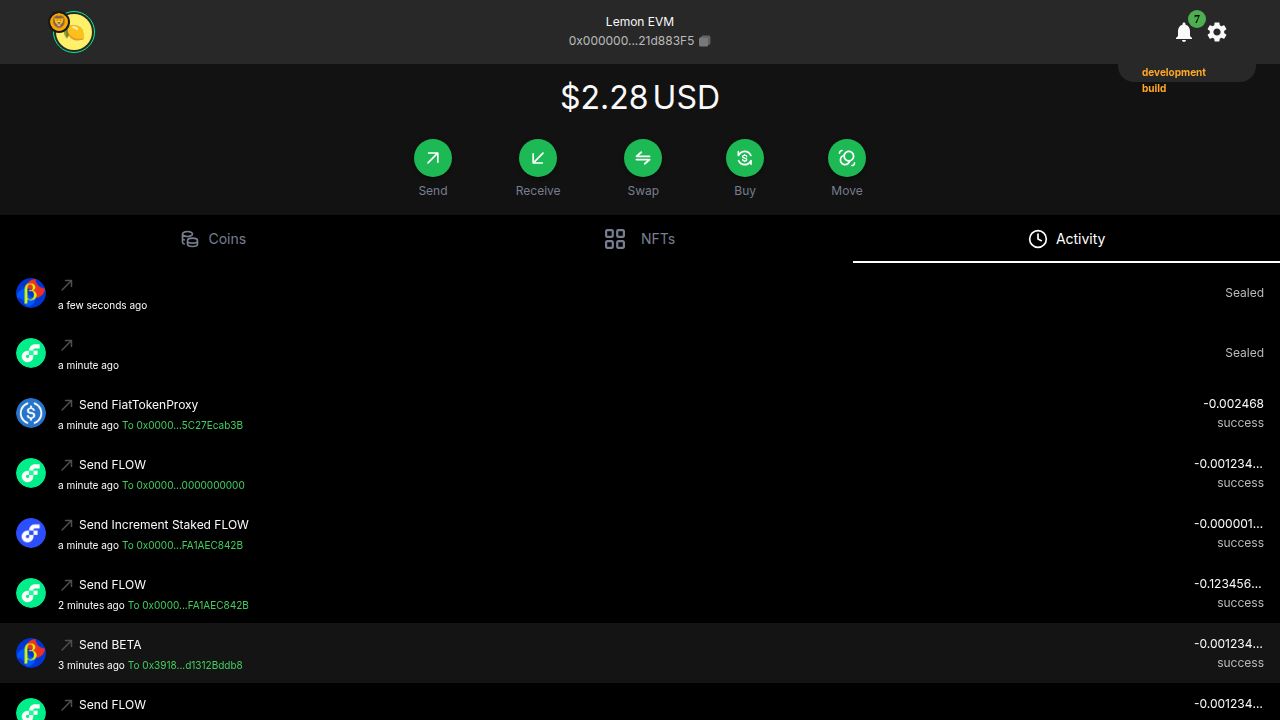 Lemon EVM
0x000000...21d883F5
7
development
build
$2.28 USD
Send
Receive
Swap
Buy
Move
Coins
NFTs
Activity
a few seconds ago
Sealed
a minute ago
Sealed
Send FiatTokenProxy
-0.002468
a minute ago To 0x0000...5C27Ecab3B
success
Send FLOW
-0.001234...
a minute ago To 0x0000...0000000000
success
Send Increment Staked FLOW
-0.000001...
a minute ago To 0x0000...FA1AEC842B
success
Send FLOW
-0.123456...
2 minutes ago To 0x0000...FA1AEC842B
success
Send BETA
-0.001234...
3 minutes ago To 0x3918...d1312Bddb8
success
Send FLOW
-0.001234...